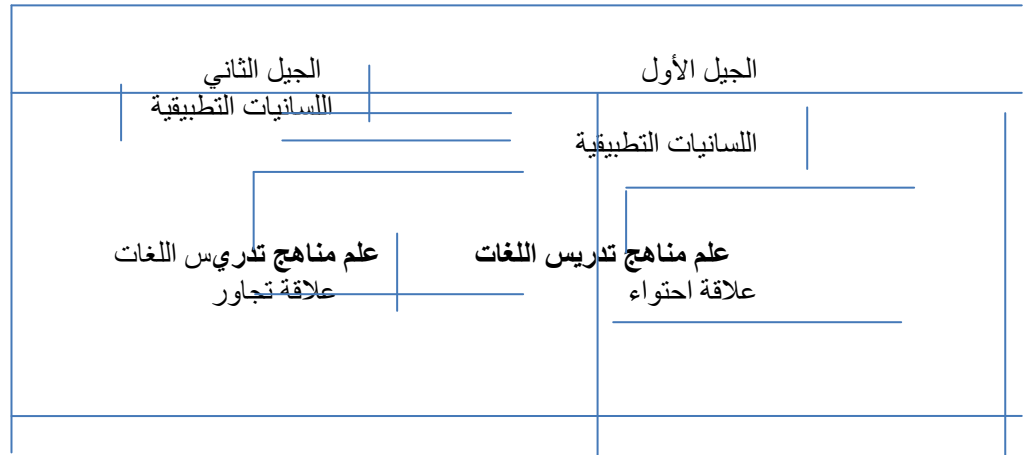 الجيل الأول
الجيل الثاني
اللسانيات التطبيقية
اللسانيات التطبيقية
علم مناهج تدريس اللغات
علم مناهج تدريس اللغات
علاقة احتواء
علاقة تجاور